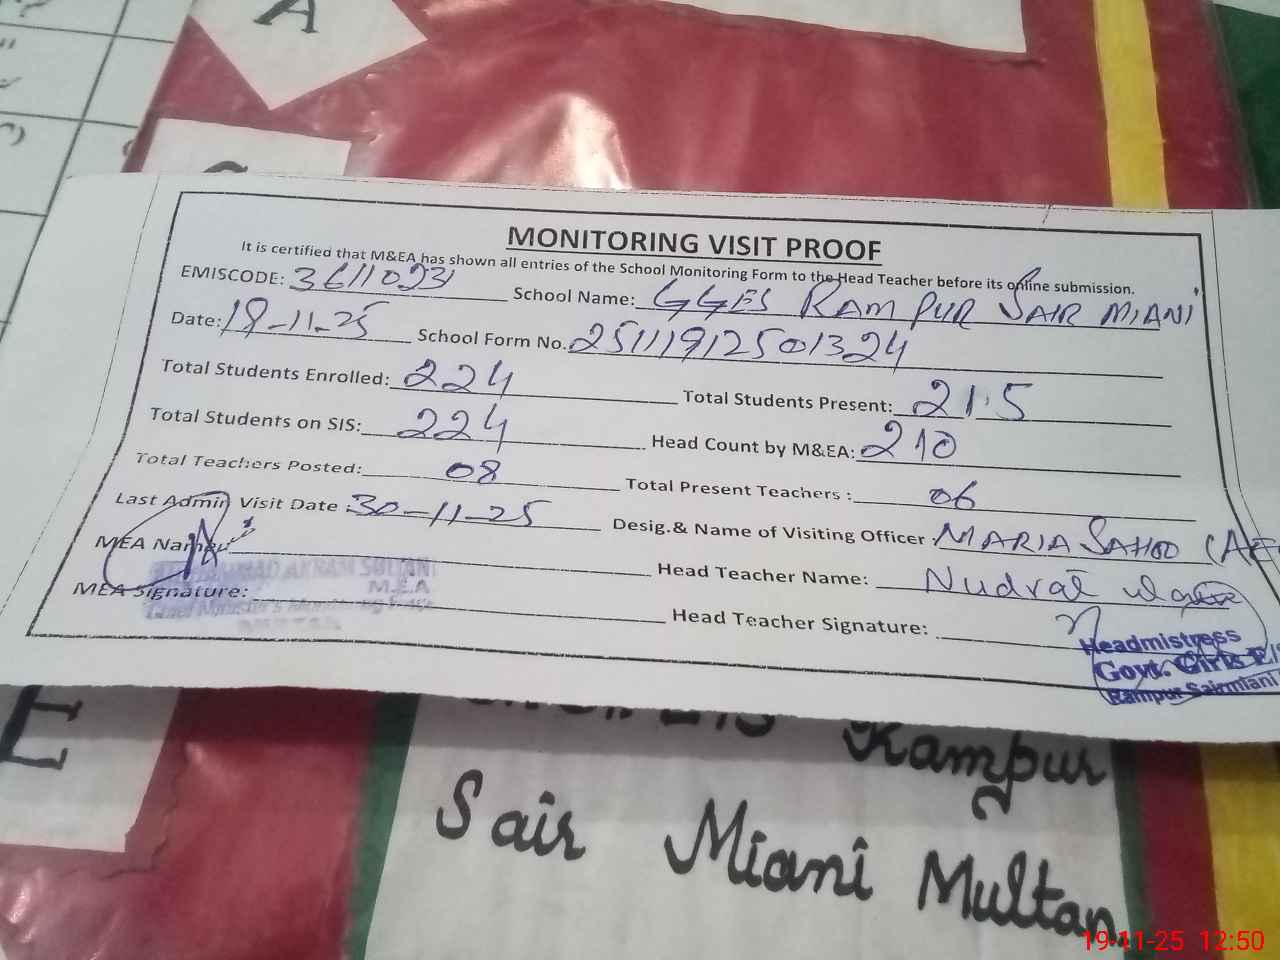 A
MONITORING VISIT PROOF
It is certified that M&EA has shown all entries of the School Monitoring Form to the Head Teacher before its online submission.
EMISCODE: School Name: GGES RAMPUR SAIR MIANI
Date: 19-11-25 School Form No. 25111912501324
Total Students Enrolled: 224 Total Students Present: 215
Total Students on SIS: 224 Head Count by M&EA: 210
Total Teachers Posted: 08 Total Present Teachers : 06
Last Admin Visit Date : 30-11-25 Desig.& Name of Visiting Officer : MARIA
MEA Name: Head Teacher Name: Nudrat
AKRAM SULTANI
M.E.A
MEA Signature: Head Teacher Signature:
Headmistress
Govt. Girls
Rampur Sairmiani
E
Rampur
Sair Miani Multan
19-11-25 12:50